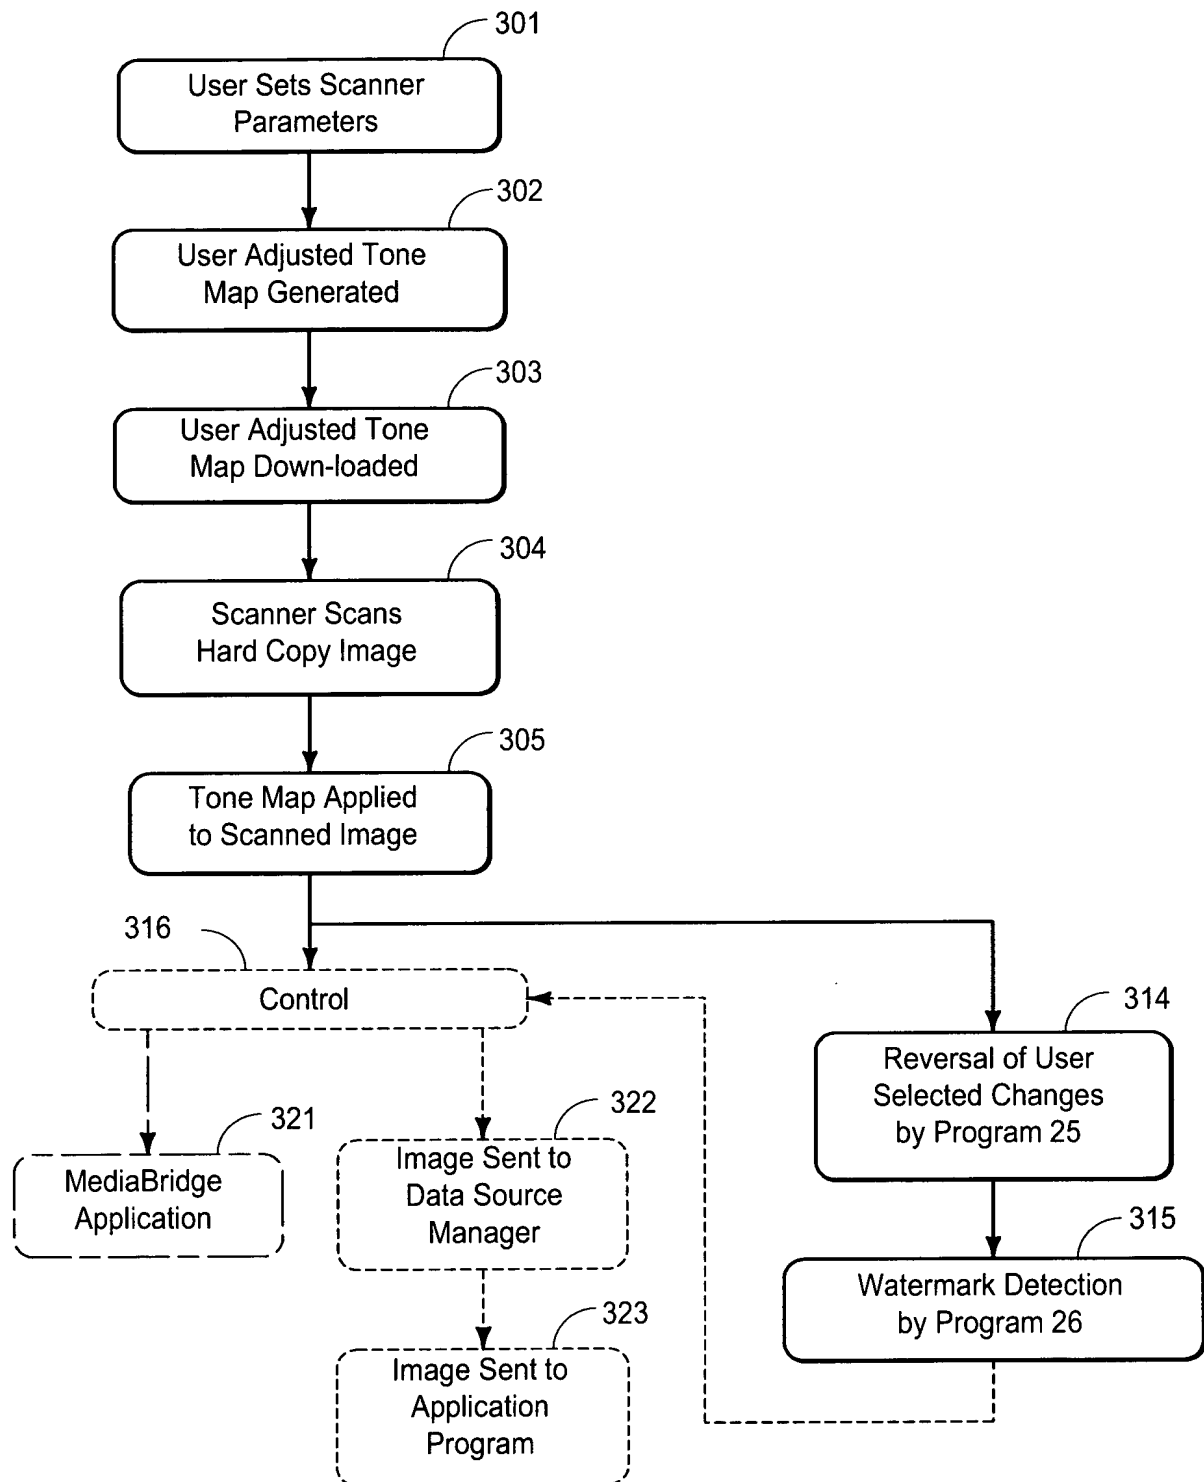 301
User Sets Scanner
Parameters
302
User Adjusted Tone
Map Generated
303
User Adjusted Tone
Map Down-loaded
304
Scanner Scans
Hard Copy Image
305
Tone Map Applied
to Scanned Image
316
Control
314
Reversal of User
Selected Changes
by Program 25
321
MediaBridge
Application
322
Image Sent to
Data Source
Manager
315
Watermark Detection
by Program 26
323
Image Sent to
Application
Program